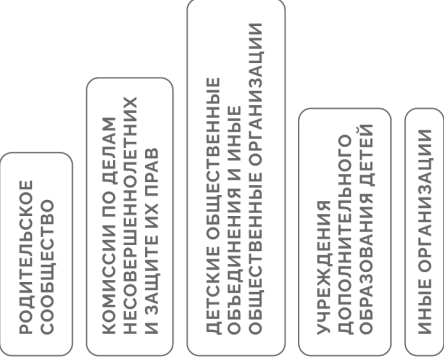 РОДИТЕЛЬСКОЕ
СООБЩЕСТВО
КОМИССИИ ПО ДЕЛАМ
НЕСОВЕРШЕННОЛЕТНИХ
И ЗАЩИТЕ ИХ ПРАВ
ДЕТСКИЕ ОБЩЕСТВЕННЫЕ
ОБЪЕДИНЕНИЯ И ИНЫЕ
ОБЩЕСТВЕННЫЕ ОРГАНИЗАЦИИ
УЧРЕЖДЕНИЯ
ДОПОЛНИТЕЛЬНОГО
ОБРАЗОВАНИЯ ДЕТЕЙ
ИНЫЕ ОРГАНИЗАЦИИ